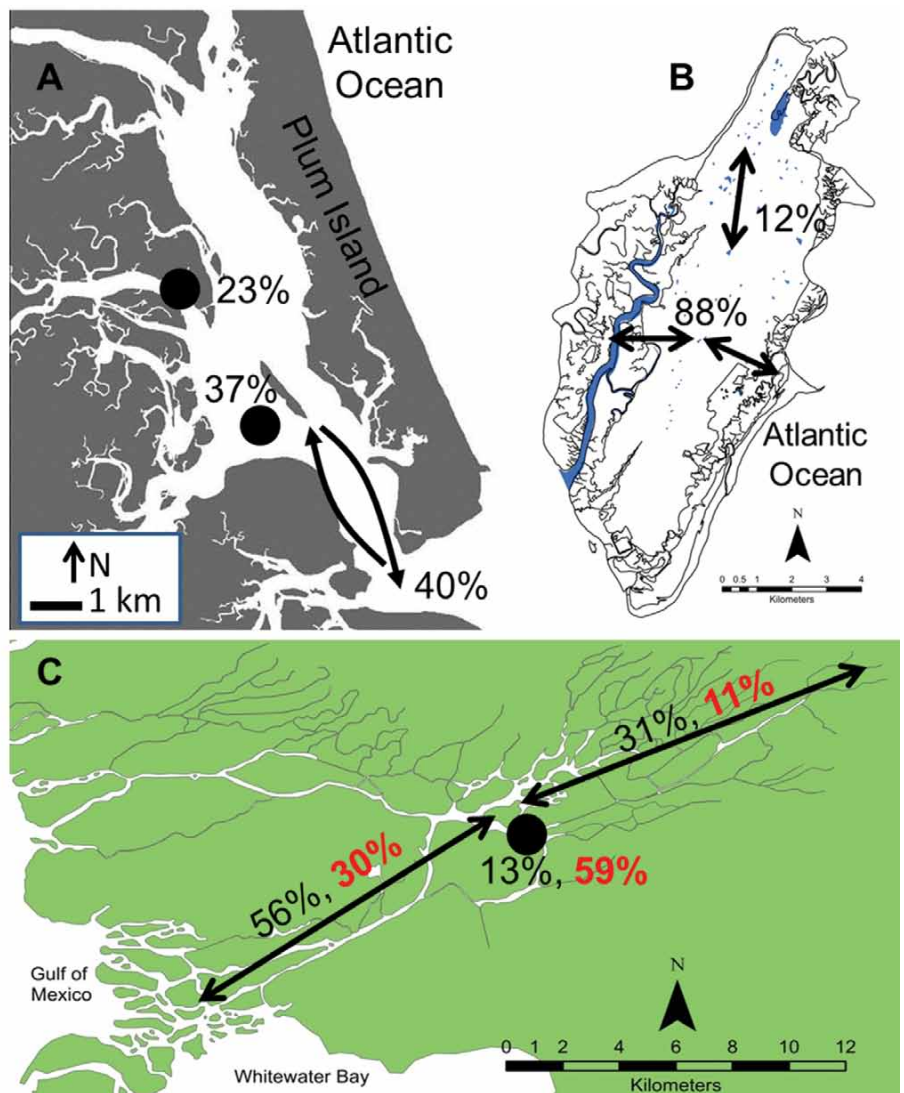 A
Atlantic
Ocean
Plum Island
23%
37%
40%
N
1 km
B
12%
88%
Atlantic
Ocean
N
0 0.5 1 2 3 4
Kilometers
C
31%, 11%
13%, 59%
56%, 30%
Gulf of
Mexico
Whitewater Bay
N
0 1 2 4 6 8 10 12
Kilometers